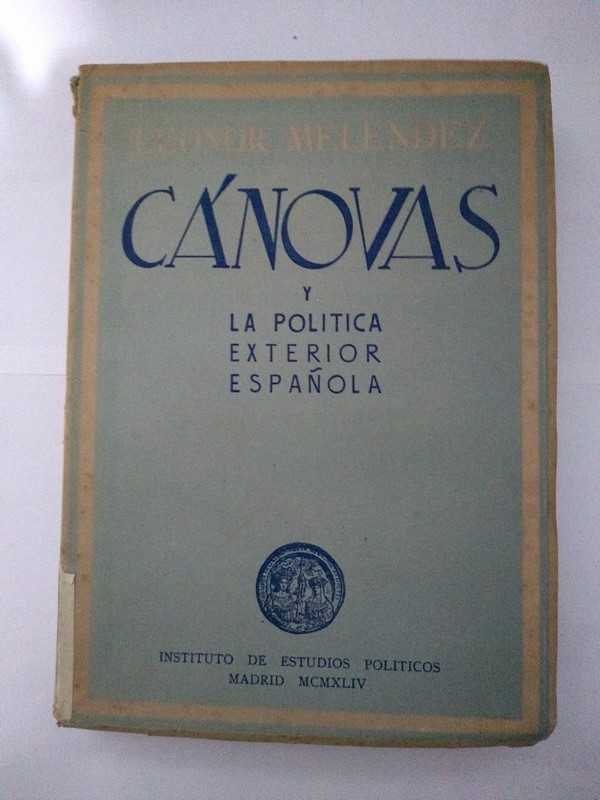 LEONOR MELENDEZ
CÁNOVAS
Y
LA POLITICA
EXTERIOR
ESPAÑOLA
INSTITUTO DE ESTUDIOS POLITICOS
MADRID MCMXLIV